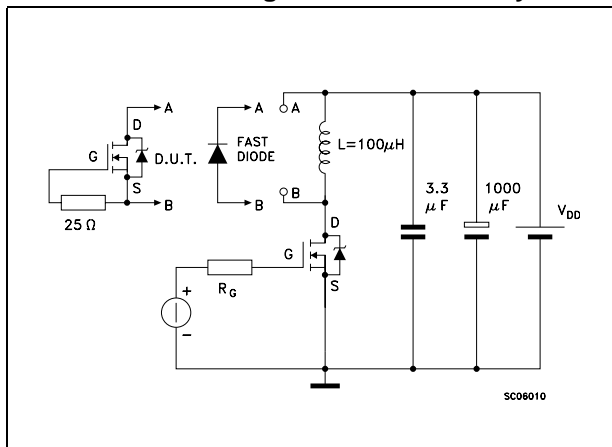 A A A
D
G D.U.T. FAST
DIODE L=100µH
S
B B B
25 Ω
D
3.3
µF 1000
µF
V_DD
G
R_G S
+
-
SC06010